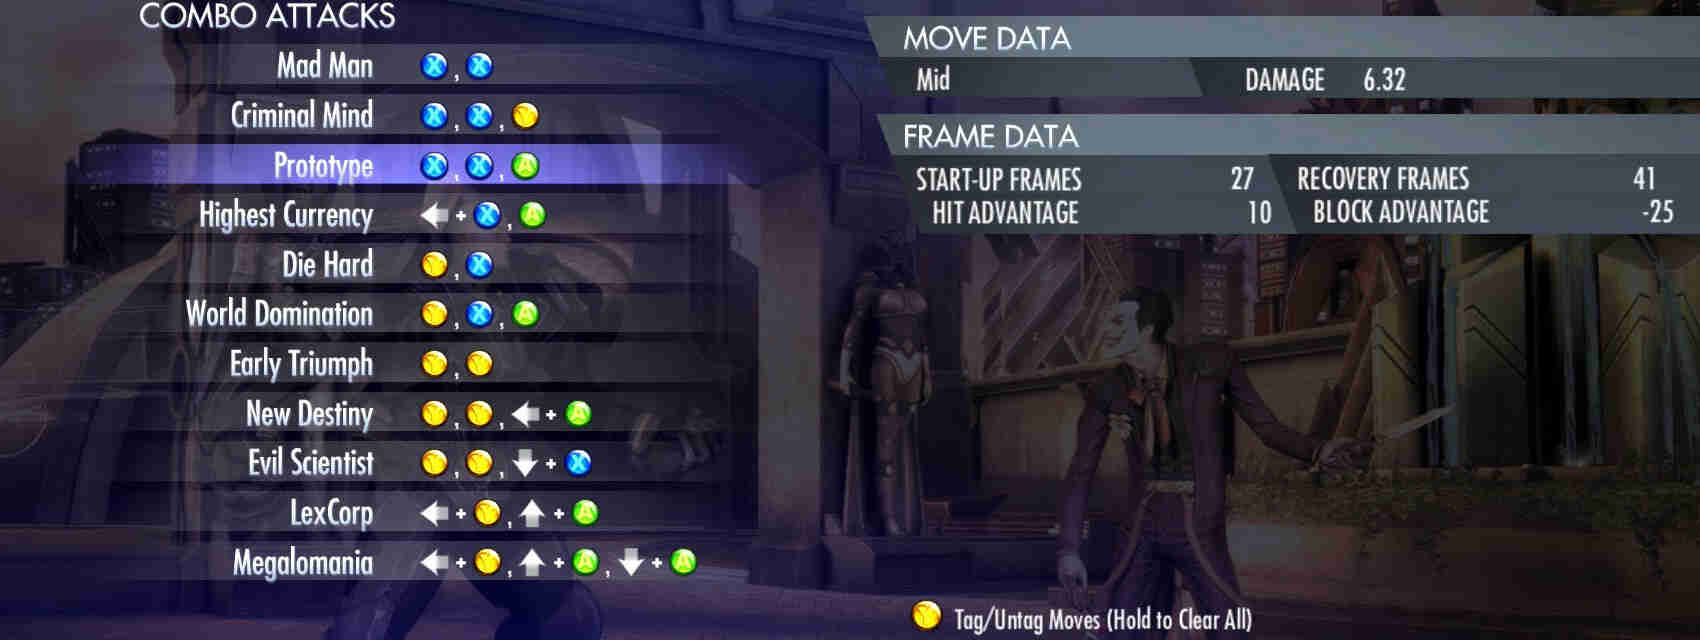 COMBO ATTACKS
Mad Man X , X
Criminal Mind X , X , Y
Prototype X , X , A
Highest Currency + X , A
Die Hard Y , X
World Domination Y , X , A
Early Triumph Y , Y
New Destiny Y , Y , + A
Evil Scientist Y , Y , + X
LexCorp + Y , + A
Megalomania + Y , + A , + A
MOVE DATA
Mid DAMAGE 6.32
FRAME DATA
START-UP FRAMES 27 RECOVERY FRAMES 41
HIT ADVANTAGE 10 BLOCK ADVANTAGE -25
Y Tag/Untag Moves (Hold to Clear All)